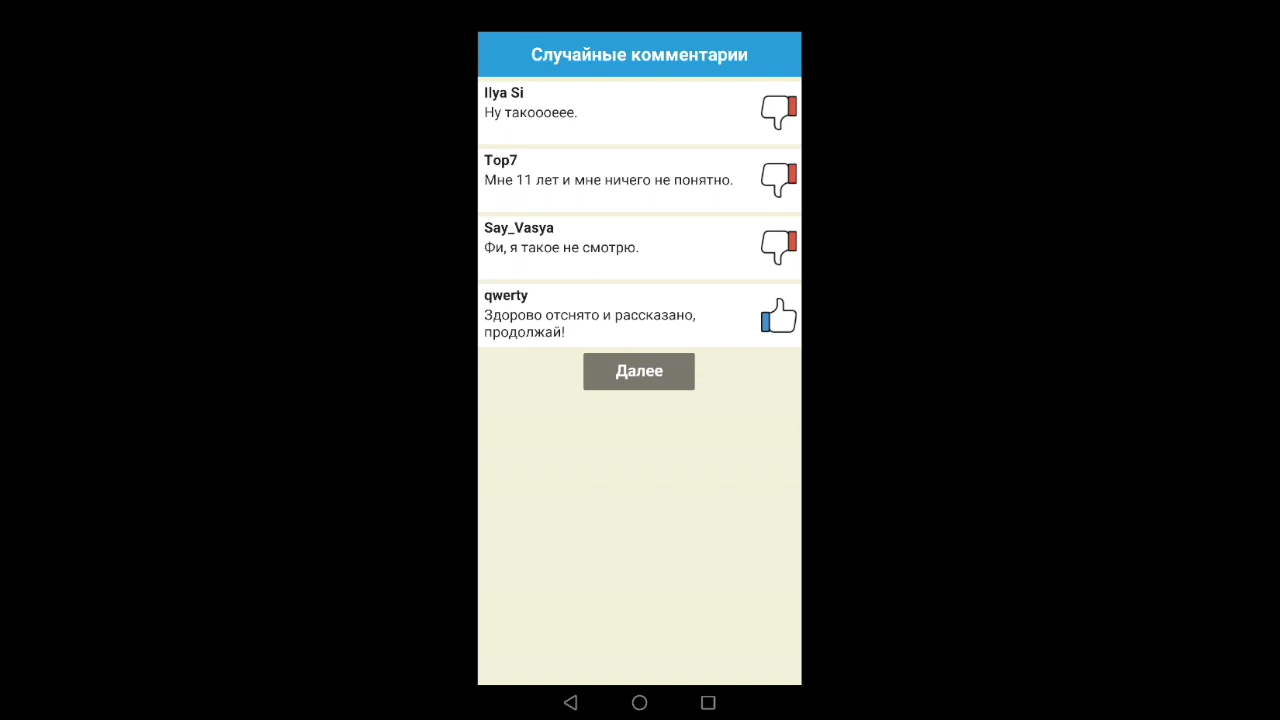 Случайные комментарии
Ilya Si
Ну такоооеее.
Top7
Мне 11 лет и мне ничего не понятно.
Say_Vasya
Фи, я такое не смотрю.
qwerty
Здорово отснято и рассказано,
продолжай!
Далее